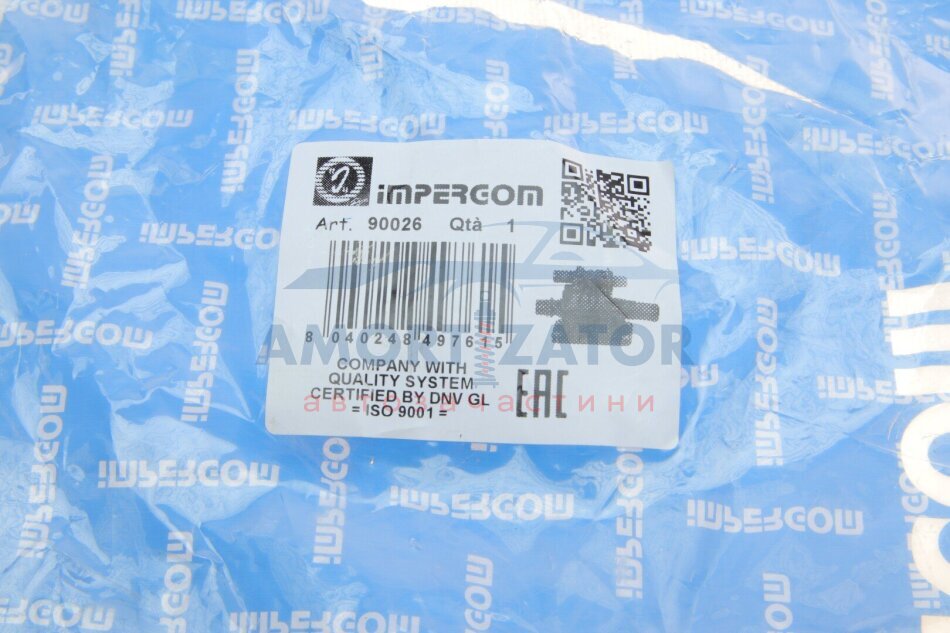 IMPERGOM
Art. 90026 Qtà 1
8 040248 497615
AMORTIZATOR
автозапчастини
COMPANY WITH
QUALITY SYSTEM
CERTIFIED BY DNV GL
= ISO 9001 =
EAC